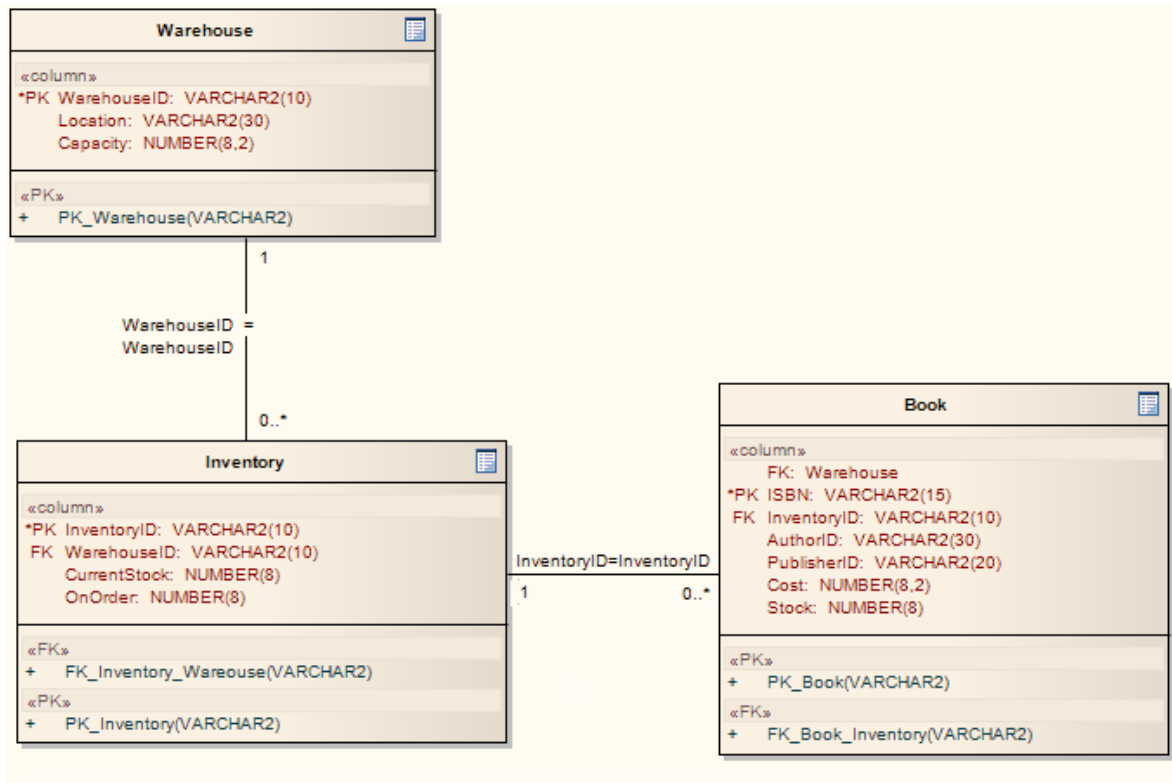 Warehouse
«column»
*PK WarehouseID: VARCHAR2(10)
Location: VARCHAR2(30)
Capacity: NUMBER(8,2)
«PK»
+ PK_Warehouse(VARCHAR2)
1
WarehouseID =
WarehouseID
0..*
Inventory
«column»
*PK InventoryID: VARCHAR2(10)
FK WarehouseID: VARCHAR2(10)
CurrentStock: NUMBER(8)
OnOrder: NUMBER(8)
«FK»
+ FK_Inventory_Wareouse(VARCHAR2)
«PK»
+ PK_Inventory(VARCHAR2)
InventoryID=InventoryID
1 0..*
Book
«column»
FK: Warehouse
*PK ISBN: VARCHAR2(15)
FK InventoryID: VARCHAR2(10)
AuthorID: VARCHAR2(30)
PublisherID: VARCHAR2(20)
Cost: NUMBER(8,2)
Stock: NUMBER(8)
«PK»
+ PK_Book(VARCHAR2)
«FK»
+ FK_Book_Inventory(VARCHAR2)